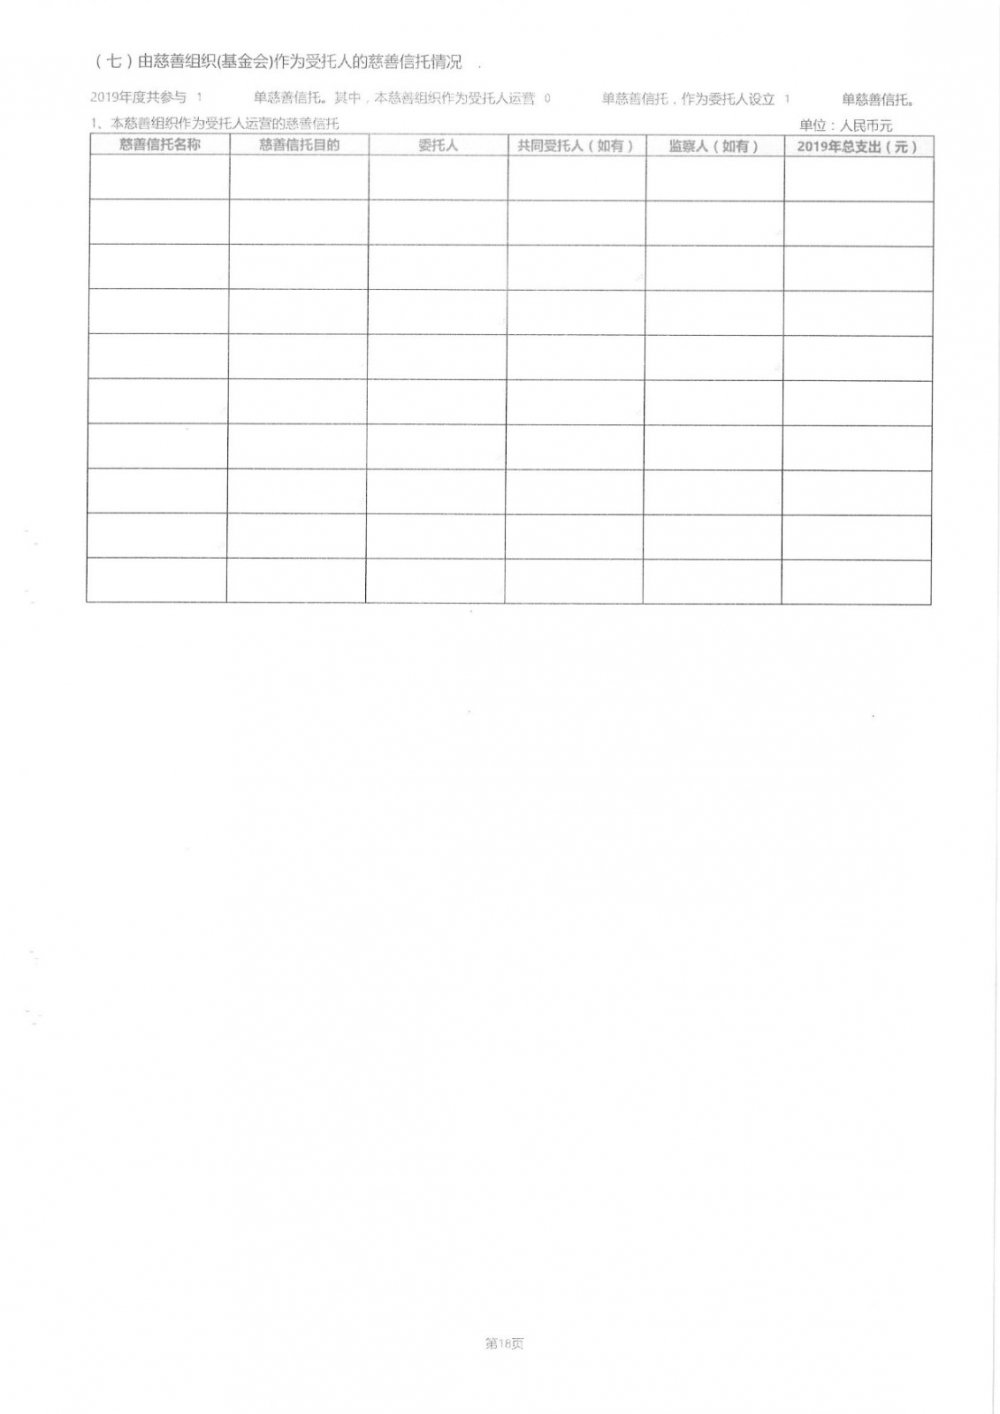 （七）由慈善组织(基金会)作为受托人的慈善信托情况
2019年度共参与 1 单慈善信托。其中，本慈善组织作为受托人运营 0 单慈善信托，作为委托人设立 1 单慈善信托。
1、本慈善组织作为受托人运营的慈善信托 单位：人民币元
慈善信托名称 慈善信托目的 委托人 共同受托人（如有） 监察人（如有） 2019年总支出（元）
第18页